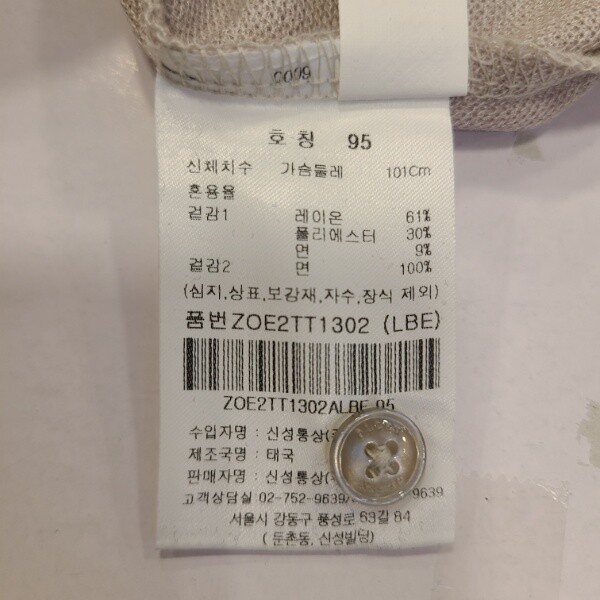 6009
호 칭 95
신체치수 가슴둘레 101Cm
혼용율
겉감1 레이온 61%
폴리에스터 30%
면 9%
겉감2 면 100%
(심지,상표,보강재,자수,장식 제외)
품번ZOE2TT1302 (LBE)
ZOE2TT1302ALBE 95
수입자명 : 신성통상(
제조국명 : 태국
판매자명 : 신성통상(
고객상담실:02-752-9639/ 9639
서울시 강동구 풍성로 63길 84
( 둔촌동, 신성빌딩)